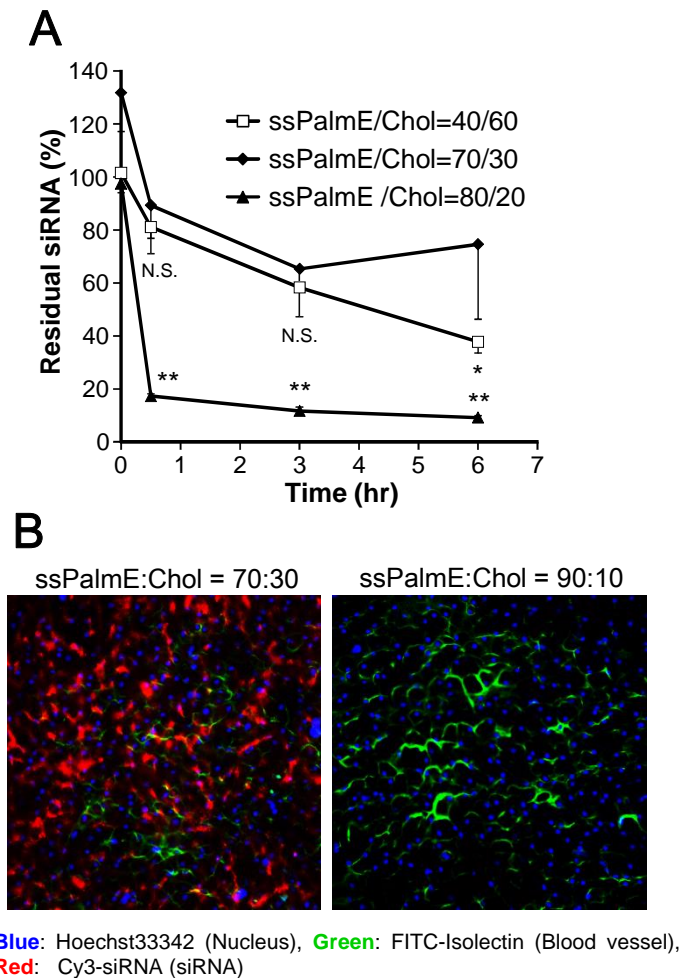 A
140
120
100
80
60
40
20
0
Residual siRNA (%)
ssPalmE/Chol=40/60
ssPalmE/Chol=70/30
ssPalmE /Chol=80/20
N.S.
N.S.
**
**
*
**
0 1 2 3 4 5 6 7
Time (hr)
B
ssPalmE:Chol = 70:30
ssPalmE:Chol = 90:10
Blue: Hoechst33342 (Nucleus), Green: FITC-Isolectin (Blood vessel),
Red: Cy3-siRNA (siRNA)